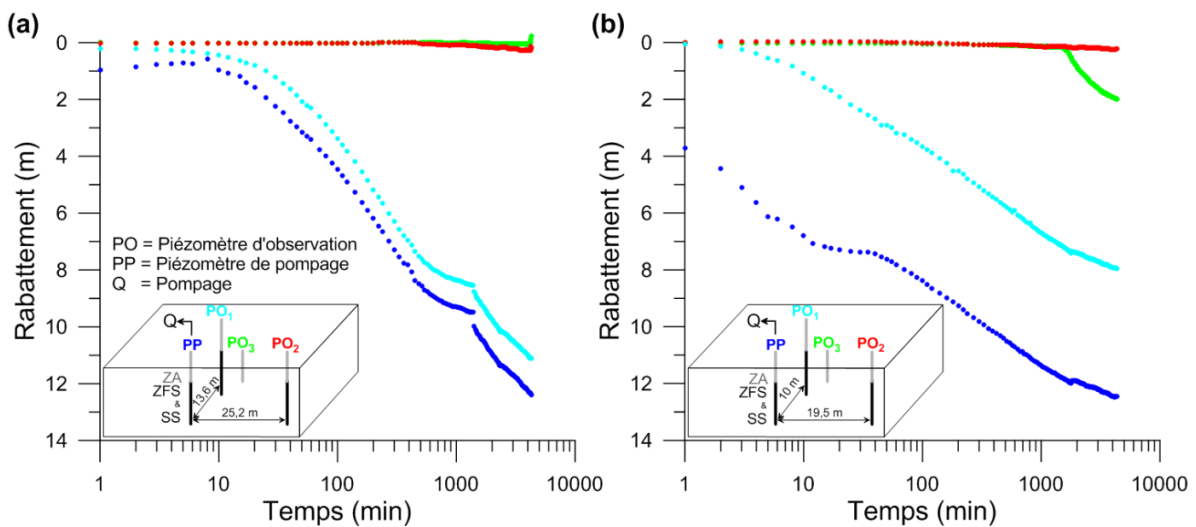 (a)
(b)
0
2
4
6
8
10
12
14
Rabattement (m)
PO = Piézomètre d'observation
PP = Piézomètre de pompage
Q = Pompage
PO1
Q
PP
PO3
PO2
ZA
ZFS
&
SS
13,6 m
25,2 m
1
10
100
1000
10000
Temps (min)
0
2
4
6
8
10
12
14
Rabattement (m)
PO1
Q
PP
PO3
PO2
ZA
ZFS
&
SS
10 m
19,5 m
1
10
100
1000
10000
Temps (min)